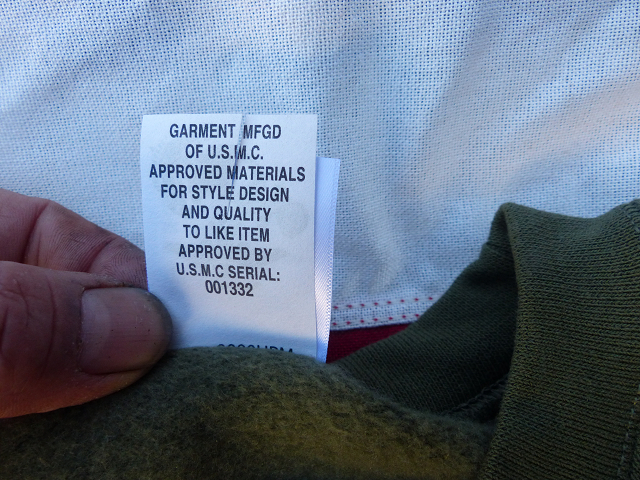 GARMENT MFGD
OF U.S.M.C.
APPROVED MATERIALS
FOR STYLE DESIGN
AND QUALITY
TO LIKE ITEM
APPROVED BY
U.S.M.C SERIAL:
001332